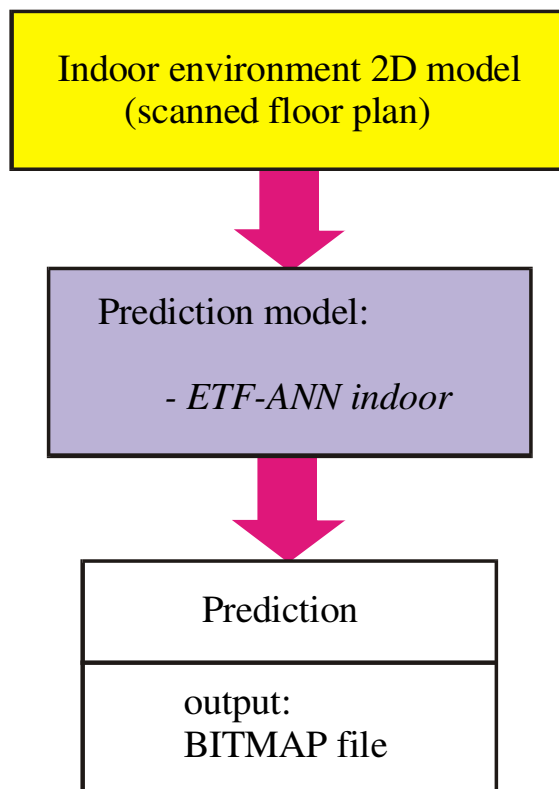 Indoor environment 2D model
(scanned floor plan)
Prediction model:
- ETF-ANN indoor
Prediction
output:
BITMAP file